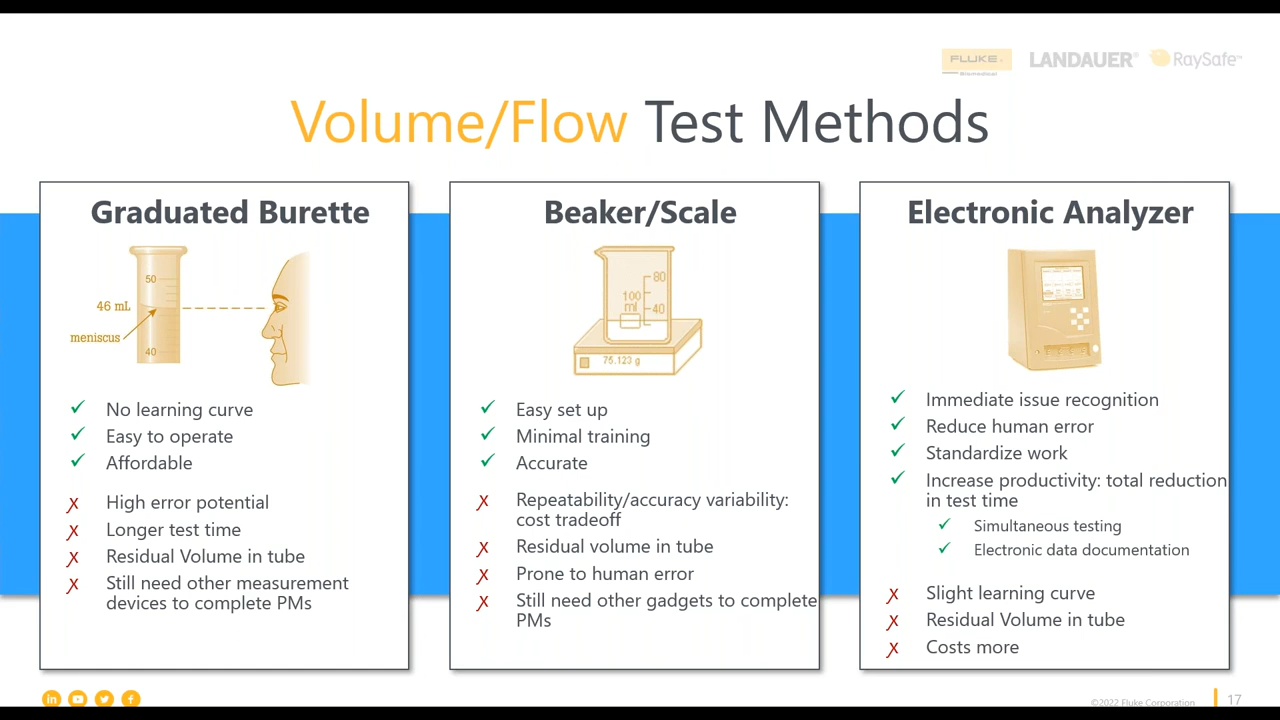 FLUKE
Biomedical
LANDAUER®
RaySafe™
Volume/Flow Test Methods
Graduated Burette
50
46 mL
meniscus
40
✓ No learning curve
✓ Easy to operate
✓ Affordable
✗ High error potential
✗ Longer test time
✗ Residual Volume in tube
✗ Still need other measurement
devices to complete PMs
Beaker/Scale
80
100
ml
40
75.123 g
✓ Easy set up
✓ Minimal training
✓ Accurate
✗ Repeatability/accuracy variability:
cost tradeoff
✗ Residual volume in tube
✗ Prone to human error
✗ Still need other gadgets to complete
PMs
Electronic Analyzer
✓ Immediate issue recognition
✓ Reduce human error
✓ Standardize work
✓ Increase productivity: total reduction
in test time
✓ Simultaneous testing
✓ Electronic data documentation
✗ Slight learning curve
✗ Residual Volume in tube
✗ Costs more
©2022 Fluke Corporation
17